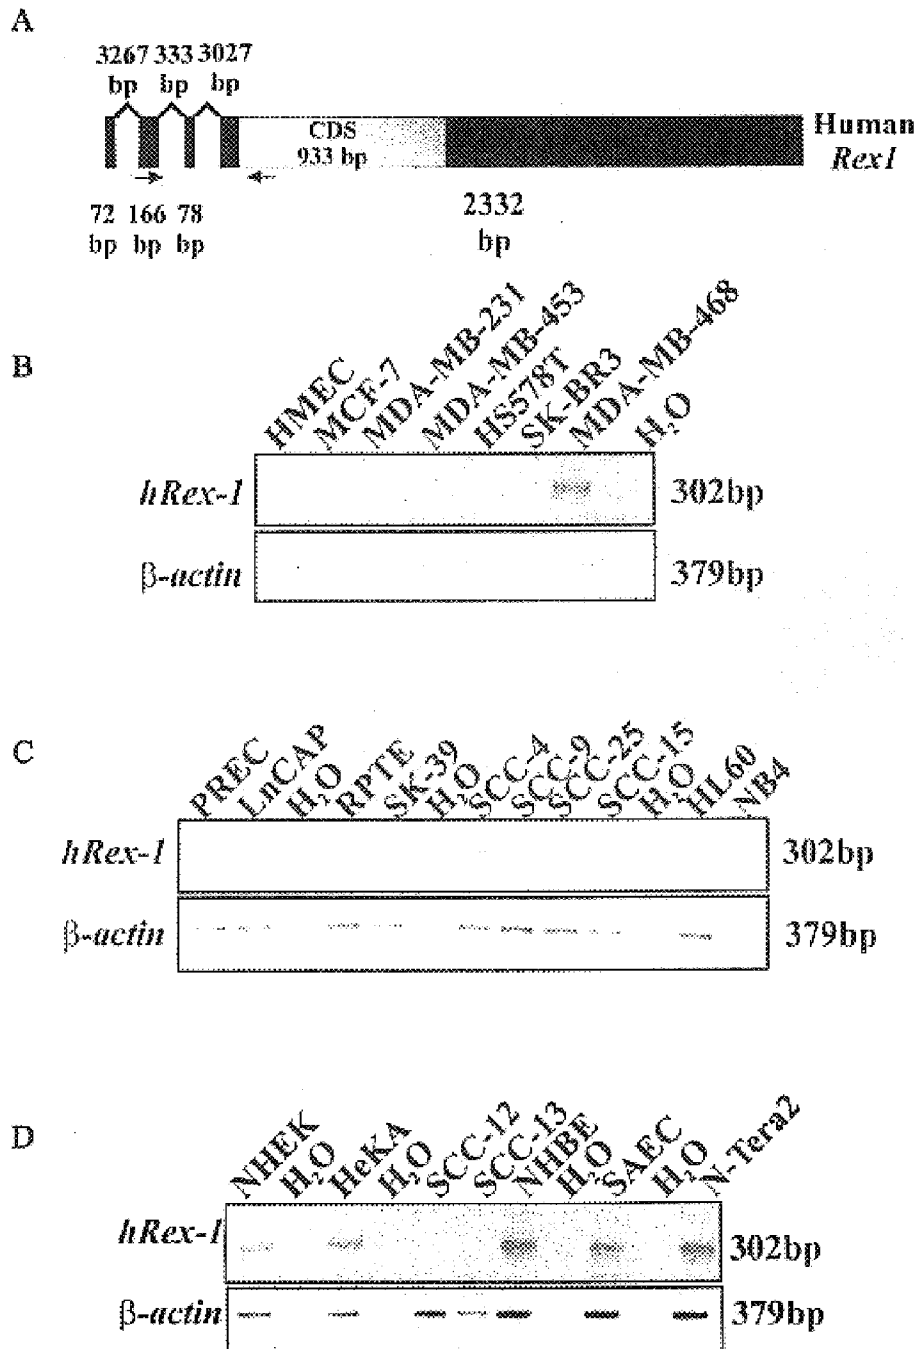 A
3267 333 3027
bp bp bp
CDS
933 bp
Human
Rex1
72 166 78
bp bp bp
2332
bp
B
HMEC
MCF-7
MDA-MB-231
MDA-MB-453
HS578T
SK-BR3
MDA-MB-468
H₂O
hRex-1
302bp
β-actin
379bp
C
PREC
LnCAP
H₂O
RPTE
SK-39
H₂O
SCC-4
SCC-9
SCC-25
SCC-15
H₂O
HL60
NB4
hRex-1
302bp
β-actin
379bp
D
NHEK
H₂O
HeKA
H₂O
SCC-12
SCC-13
NHBE
H₂O
SAEC
H₂O
N-Tera2
hRex-1
302bp
β-actin
379bp